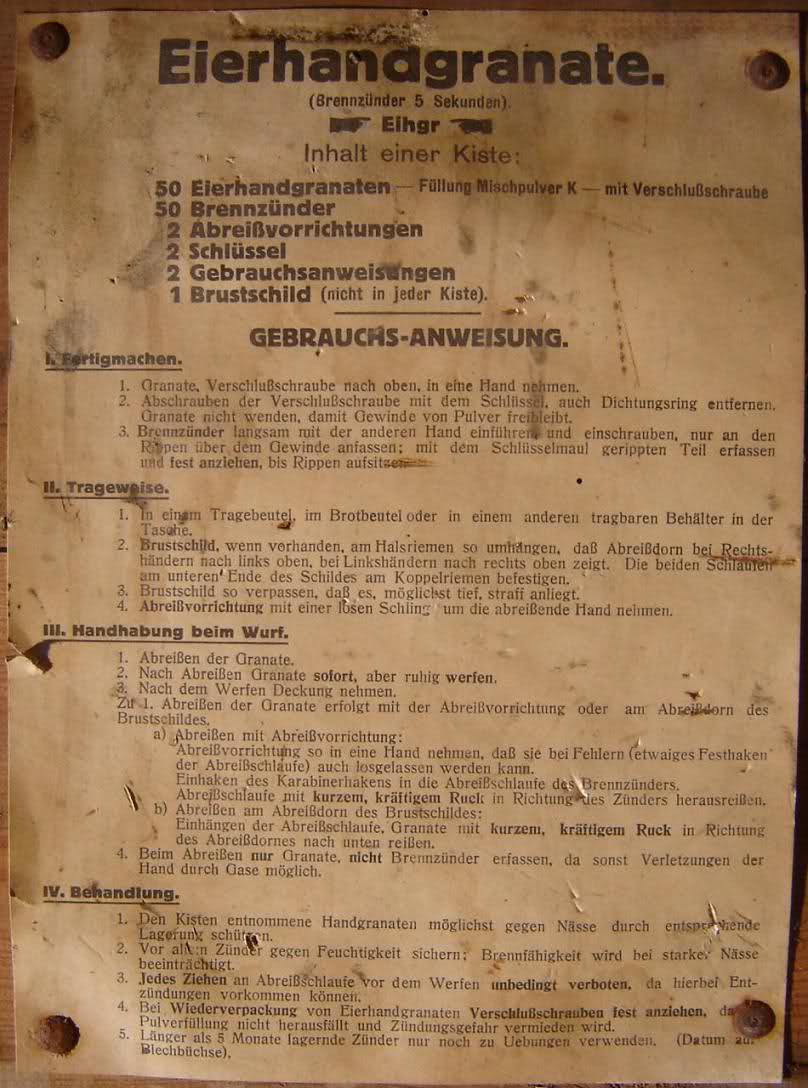 Eierhandgranate.
(Brennzünder 5 Sekunden).
Eihgr
Inhalt einer Kiste:
50 Eierhandgranaten — Füllung Mischpulver K — mit Verschlußschraube
50 Brennzünder
2 Abreißvorrichtungen
2 Schlüssel
2 Gebrauchsanweisungen
1 Brustschild (nicht in jeder Kiste).
GEBRAUCHS-ANWEISUNG.
I. Fertigmachen.
1. Granate, Verschlußschraube nach oben, in eine Hand nehmen.
2. Abschrauben der Verschlußschraube mit dem Schlüssel, auch Dichtungsring entfernen.
Granate nicht wenden, damit Gewinde von Pulver freibleibt.
3. Brennzünder langsam mit der anderen Hand einführen und einschrauben, nur an den
Rippen über dem Gewinde anfassen; mit dem Schlüsselmaul gerippten Teil erfassen
und fest anziehen, bis Rippen aufsitzen
II. Trageweise.
1. In einem Tragebeutel, im Brotbeutel oder in einem anderen tragbaren Behälter in der
Tasche.
2. Brustschild, wenn vorhanden, am Halsriemen so umhängen, daß Abreißdorn bei Rechts-
händern nach links oben, bei Linkshändern nach rechts oben zeigt. Die beiden Schlaufen
am unteren Ende des Schildes am Koppelriemen befestigen.
3. Brustschild so verpassen, daß es, möglichst tief, straff anliegt.
4. Abreißvorrichtung mit einer losen Schling um die abreißende Hand nehmen.
III. Handhabung beim Wurf.
1. Abreißen der Granate.
2. Nach Abreißen Granate sofort, aber ruhig werfen.
3. Nach dem Werfen Deckung nehmen.
Zu 1. Abreißen der Granate erfolgt mit der Abreißvorrichtung oder am Abreißdorn des
Brustschildes.
a) Abreißen mit Abreißvorrichtung:
Abreißvorrichtung so in eine Hand nehmen, daß sie bei Fehlern (etwaiges Festhaken
der Abreißschlaufe) auch losgelassen werden kann.
Einhaken des Karabinerhakens in die Abreißschlaufe des Brennzünders.
Abreißschlaufe mit kurzem, kräftigem Ruck in Richtung des Zünders herausreißen.
b) Abreißen am Abreißdorn des Brustschildes:
Einhängen der Abreißschlaufe, Granate mit kurzem, kräftigem Ruck in Richtung
des Abreißdornes nach unten reißen.
4. Beim Abreißen nur Granate, nicht Brennzünder erfassen, da sonst Verletzungen der
Hand durch Gase möglich.
IV. Behandlung.
1. Den Kisten entnommene Handgranaten möglichst gegen Nässe durch entsprechende
Lagerung schützen.
2. Vor allen Zünder gegen Feuchtigkeit sichern; Brennfähigkeit wird bei starker Nässe
beeinträchtigt.
3. Jedes Ziehen an Abreißschlaufe vor dem Werfen unbedingt verboten, da hierbei Ent-
zündungen vorkommen können.
4. Bei Wiederverpackung von Eierhandgranaten Verschlußschrauben fest anziehen,
Pulverfüllung nicht herausfällt und Zündungsgefahr vermieden wird.
5. Länger als 5 Monate lagernde Zünder nur noch zu Uebungen verwenden. (Datum auf
Blechbüchse).